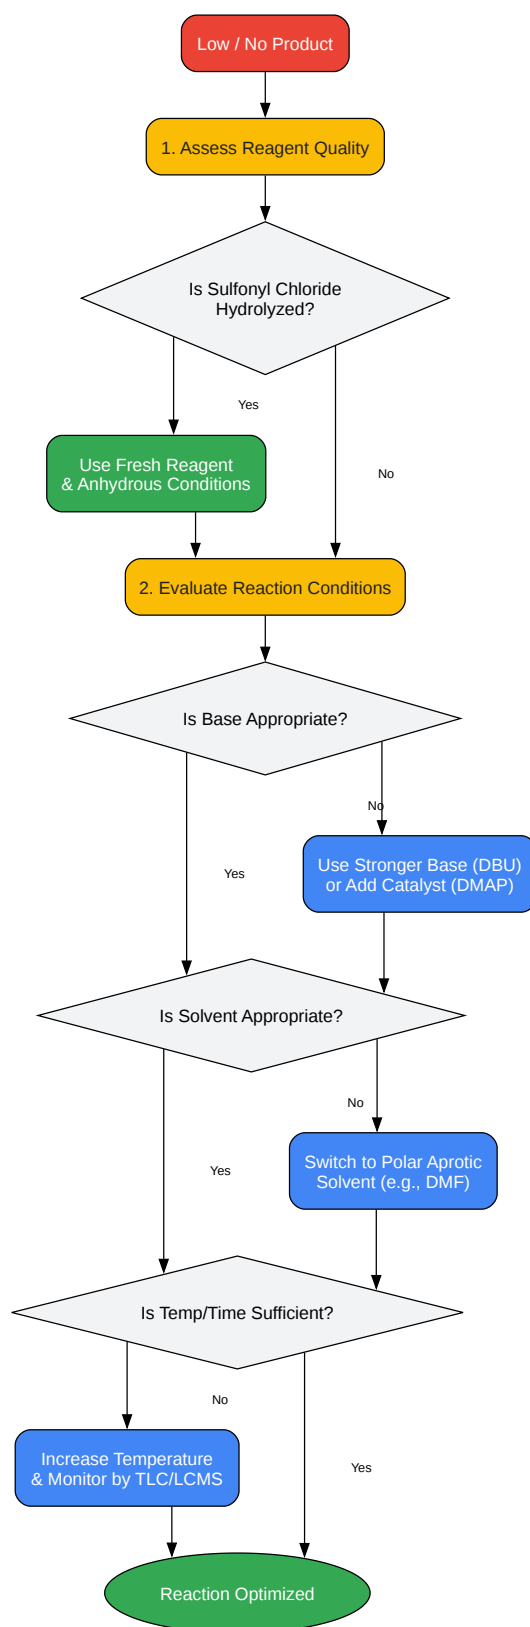 Low / No Product
1. Assess Reagent Quality
Is Sulfonyl Chloride
Hydrolyzed?
Yes
Use Fresh Reagent
& Anhydrous Conditions
No
2. Evaluate Reaction Conditions
Is Base Appropriate?
No
Use Stronger Base (DBU)
or Add Catalyst (DMAP)
Yes
Is Solvent Appropriate?
No
Switch to Polar Aprotic
Solvent (e.g., DMF)
Yes
Is Temp/Time Sufficient?
No
Increase Temperature
& Monitor by TLC/LCMS
Yes
Reaction Optimized